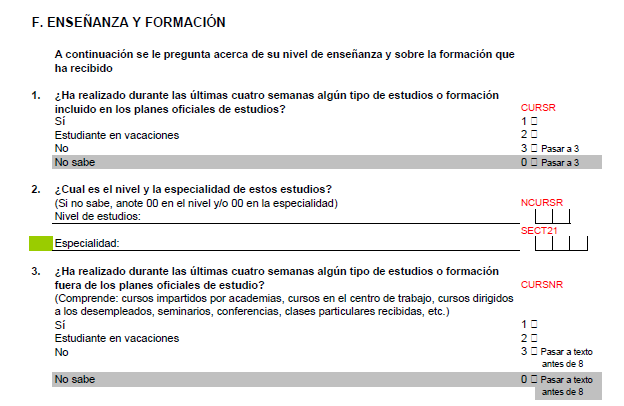 F. ENSEÑANZA Y FORMACIÓN
A continuación se le pregunta acerca de su nivel de enseñanza y sobre la formación que
ha recibido
1. ¿Ha realizado durante las últimas cuatro semanas algún tipo de estudios o formación
incluido en los planes oficiales de estudios? CURSR
Sí 1
Estudiante en vacaciones 2
No 3 Pasar a 3
No sabe 0 Pasar a 3
2. ¿Cual es el nivel y la especialidad de estos estudios?
(Si no sabe, anote 00 en el nivel y/o 00 en la especialidad) NCURSR
Nivel de estudios:
SECT21
Especialidad:
3. ¿Ha realizado durante las últimas cuatro semanas algún tipo de estudios o formación
fuera de los planes oficiales de estudio? CURSNR
(Comprende: cursos impartidos por academias, cursos en el centro de trabajo, cursos dirigidos
a los desempleados, seminarios, conferencias, clases particulares recibidas, etc.)
Sí 1
Estudiante en vacaciones 2
No 3 Pasar a texto
antes de 8
No sabe 0 Pasar a texto
antes de 8